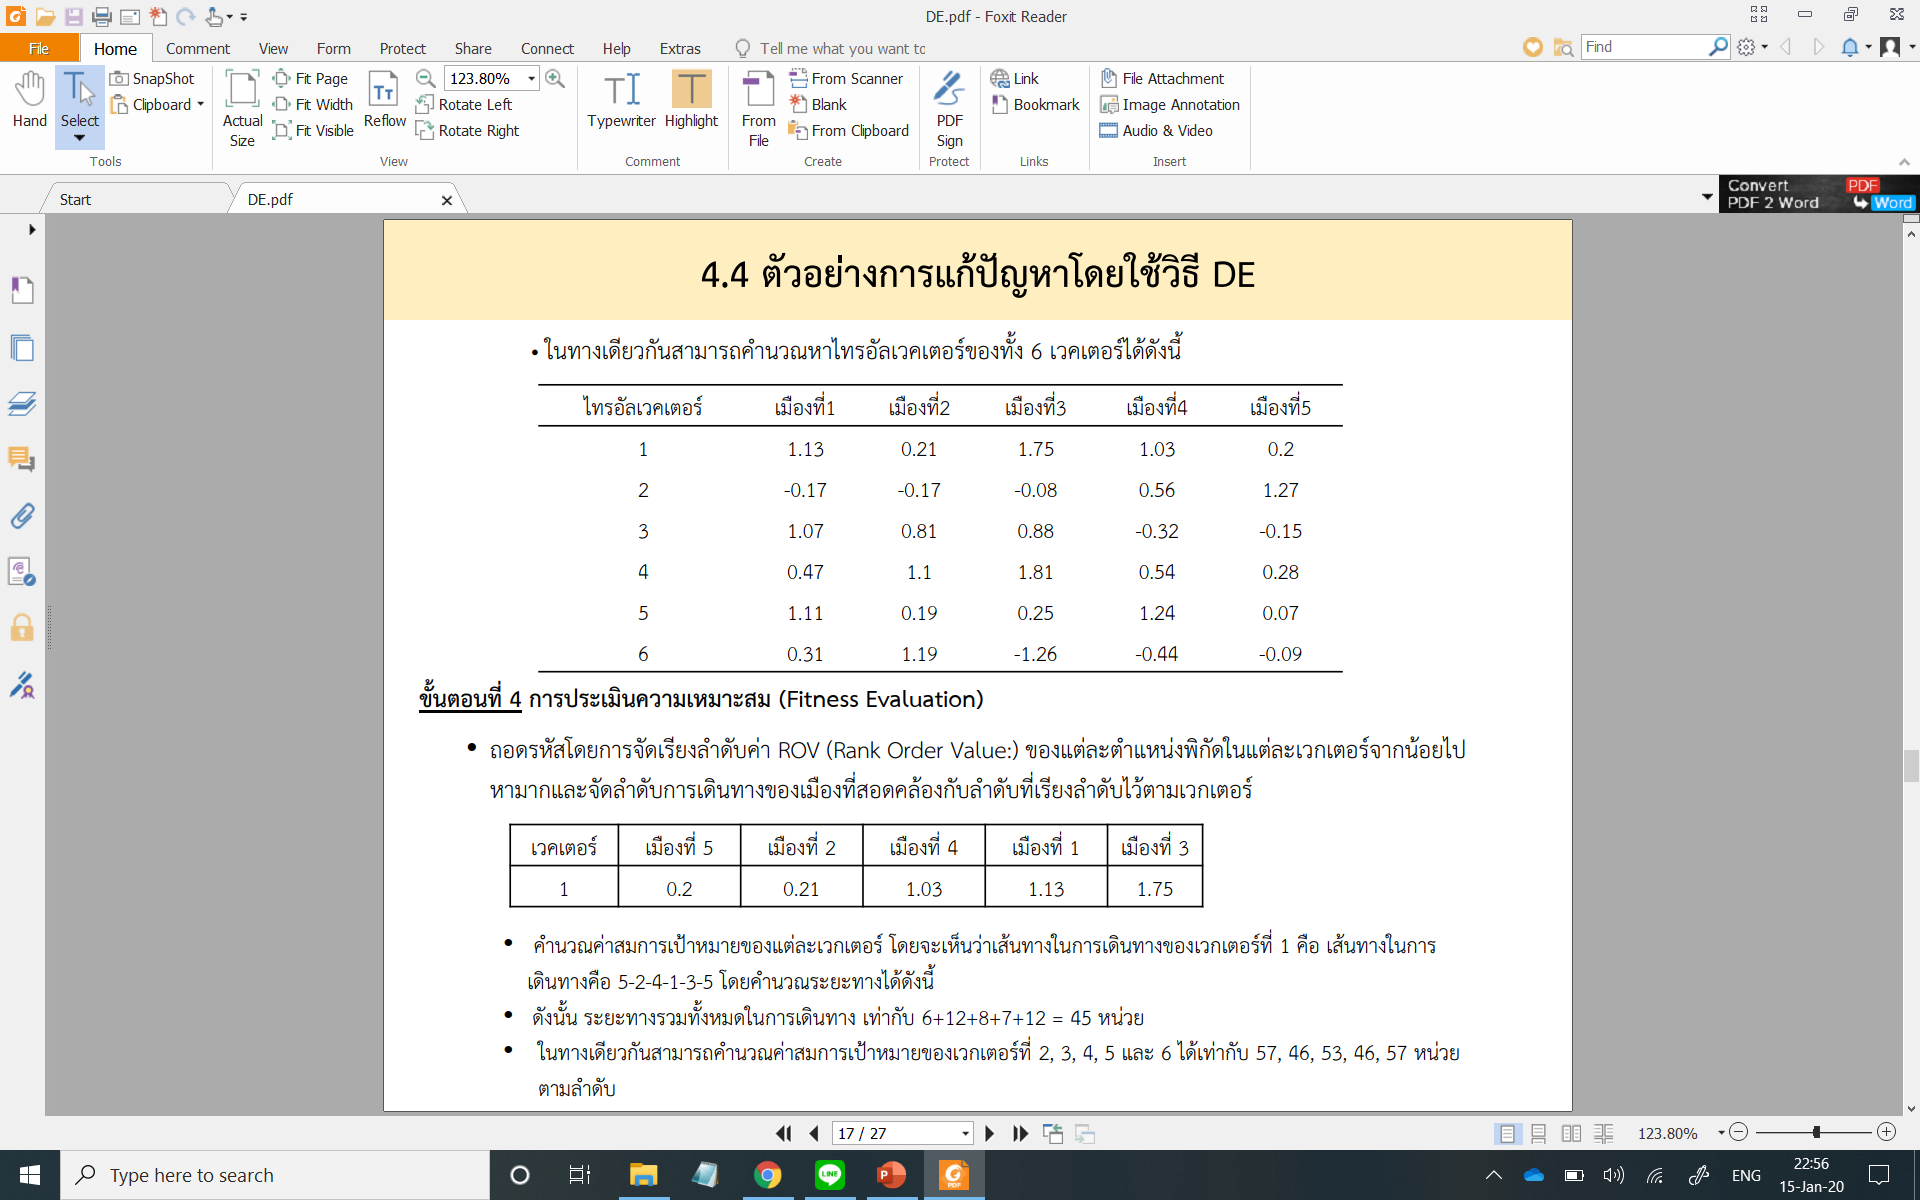 DE.pdf - Foxit Reader
File Home Comment View Form Protect Share Connect Help Extras Tell me what you want to Find
Hand Select SnapShot Clipboard Tools
Actual Size Fit Page Fit Width Fit Visible Reflow 123.80% Rotate Left Rotate Right View
Typewriter Highlight Comment
From File From Scanner Blank From Clipboard Create
PDF Sign Protect
Link Bookmark Links
File Attachment Image Annotation Audio & Video Insert
Start DE.pdf
Convert PDF
PDF 2 Word Word
4.4 ตัวอย่างการแก้ปัญหาโดยใช้วิธี DE
• ในทางเดียวกันสามารถคำนวณหาไทรอัลเวคเตอร์ของทั้ง 6 เวคเตอร์ได้ดังนี้
ไทรอัลเวคเตอร์ เมืองที่1 เมืองที่2 เมืองที่3 เมืองที่4 เมืองที่5
1 1.13 0.21 1.75 1.03 0.2
2 -0.17 -0.17 -0.08 0.56 1.27
3 1.07 0.81 0.88 -0.32 -0.15
4 0.47 1.1 1.81 0.54 0.28
5 1.11 0.19 0.25 1.24 0.07
6 0.31 1.19 -1.26 -0.44 -0.09
ขั้นตอนที่ 4 การประเมินความเหมาะสม (Fitness Evaluation)
• ถอดรหัสโดยการจัดเรียงลำดับค่า ROV (Rank Order Value:) ของแต่ละตำแหน่งพิกัดในแต่ละเวกเตอร์จากน้อยไป
หามากและจัดลำดับการเดินทางของเมืองที่สอดคล้องกับลำดับที่เรียงลำดับไว้ตามเวกเตอร์
เวคเตอร์ เมืองที่ 5 เมืองที่ 2 เมืองที่ 4 เมืองที่ 1 เมืองที่ 3
1 0.2 0.21 1.03 1.13 1.75
• คำนวณค่าสมการเป้าหมายของแต่ละเวกเตอร์ โดยจะเห็นว่าเส้นทางในการเดินทางของเวกเตอร์ที่ 1 คือ เส้นทางในการ
เดินทางคือ 5-2-4-1-3-5 โดยคำนวณระยะทางได้ดังนี้
• ดังนั้น ระยะทางรวมทั้งหมดในการเดินทาง เท่ากับ 6+12+8+7+12 = 45 หน่วย
• ในทางเดียวกันสามารถคำนวณค่าสมการเป้าหมายของเวกเตอร์ที่ 2, 3, 4, 5 และ 6 ได้เท่ากับ 57, 46, 53, 46, 57 หน่วย
ตามลำดับ
17 / 27 123.80%
Type here to search
LINE
P
PDF
ENG
22:56
15-Jan-20